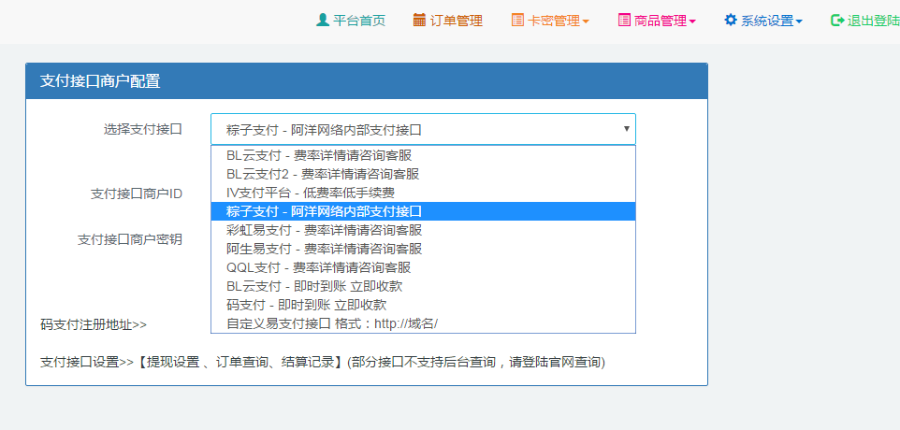 平台首页 订单管理 卡密管理 商品管理 系统设置 退出登陆
支付接口商户配置
选择支付接口
粽子支付 - 阿洋网络内部支付接口
BL云支付 - 费率详情请咨询客服
BL云支付2 - 费率详情请咨询客服
支付接口商户ID
IV支付平台 - 低费率低手续费
粽子支付 - 阿洋网络内部支付接口
彩虹易支付 - 费率详情请咨询客服
支付接口商户密钥
阿生易支付 - 费率详情请咨询客服
QQL支付 - 费率详情请咨询客服
BL云支付 - 即时到账 立即收款
码支付 - 即时到账 立即收款
码支付注册地址>>
自定义易支付接口 格式：http://域名/
支付接口设置>>【提现设置 、订单查询、结算记录】(部分接口不支持后台查询，请登陆官网查询)